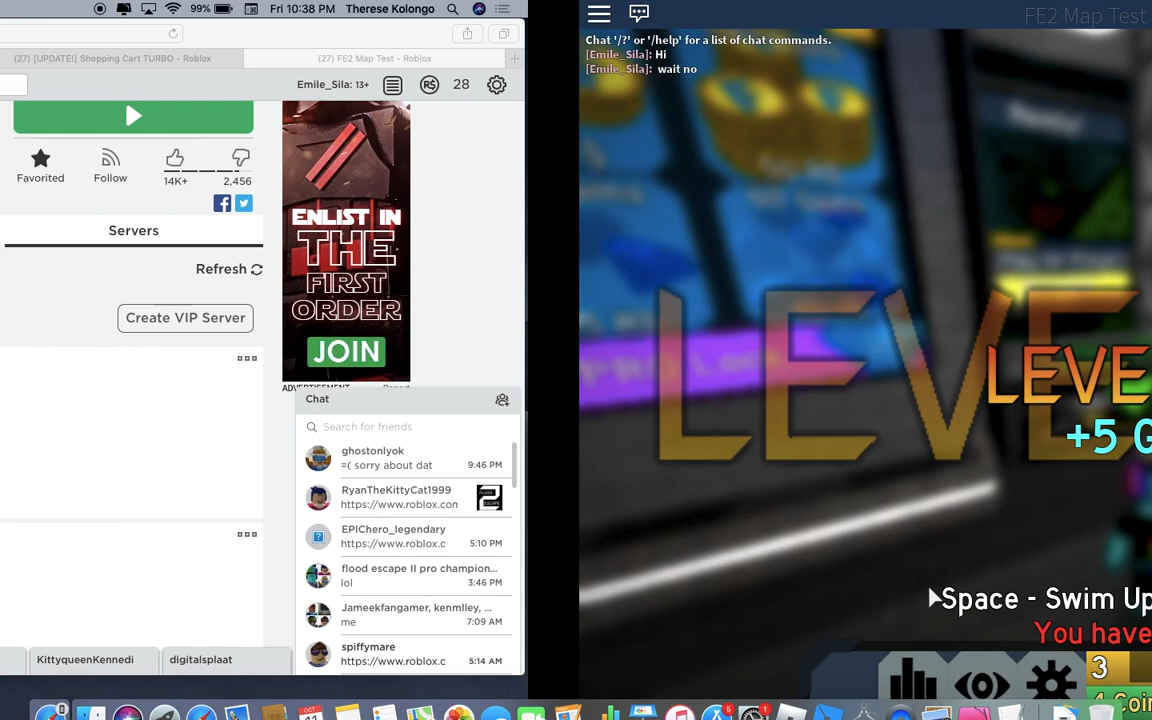 99% Fri 10:38 PM Therese Kolongo
(27) [UPDATE!] Shopping Cart TURBO - Roblox
(27) FE2 Map Test - Roblox
Emile_Sila: 13+
28
Favorited
Follow
14K+
2,456
Servers
Refresh
Create VIP Server
ENLIST IN
THE
FIRST
ORDER
JOIN
ADVERTISEMENT
Report
Chat
Search for friends
ghostonlyok
=( sorry about dat 9:46 PM
RyanTheKittyCat1999
https://www.roblox.con
EPIChero_legendary
https://www.roblox.c 5:10 PM
flood escape II pro champion...
lol 3:46 PM
Jameekfangamer, kenmlley, ...
me 7:09 AM
spiffymare
https://www.roblox.c 5:14 AM
KittyqueenKennedi
digitalsplaat
FE2 Map Test
Chat '/?' or '/help' for a list of chat commands.
[Emile_Sila]: Hi
[Emile_Sila]: wait no
LEVE
LEVE
+5 G
Space - Swim Up
You have
3